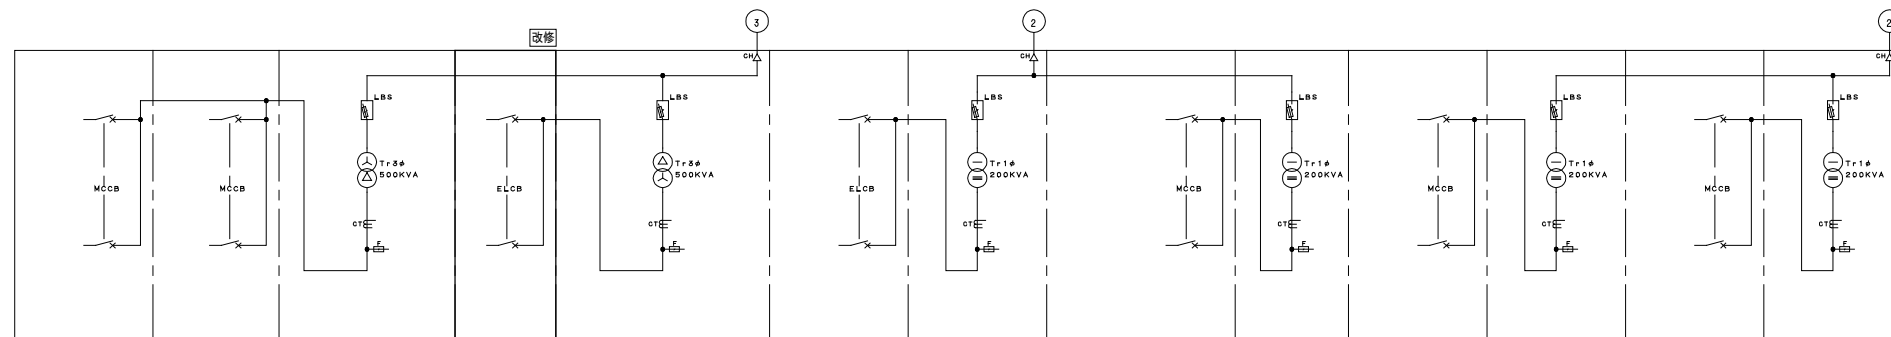 3
2
2
改修
CH
CH
CH
LBS
LBS
LBS
LBS
LBS
LBS
Tr3φ
500KVA
Tr3φ
500KVA
Tr1φ
200KVA
Tr1φ
200KVA
Tr1φ
200KVA
Tr1φ
200KVA
MCCB
MCCB
ELCB
ELCB
MCCB
MCCB
MCCB
CT
CT
CT
CT
CT
CT
F
F
F
F
F
F